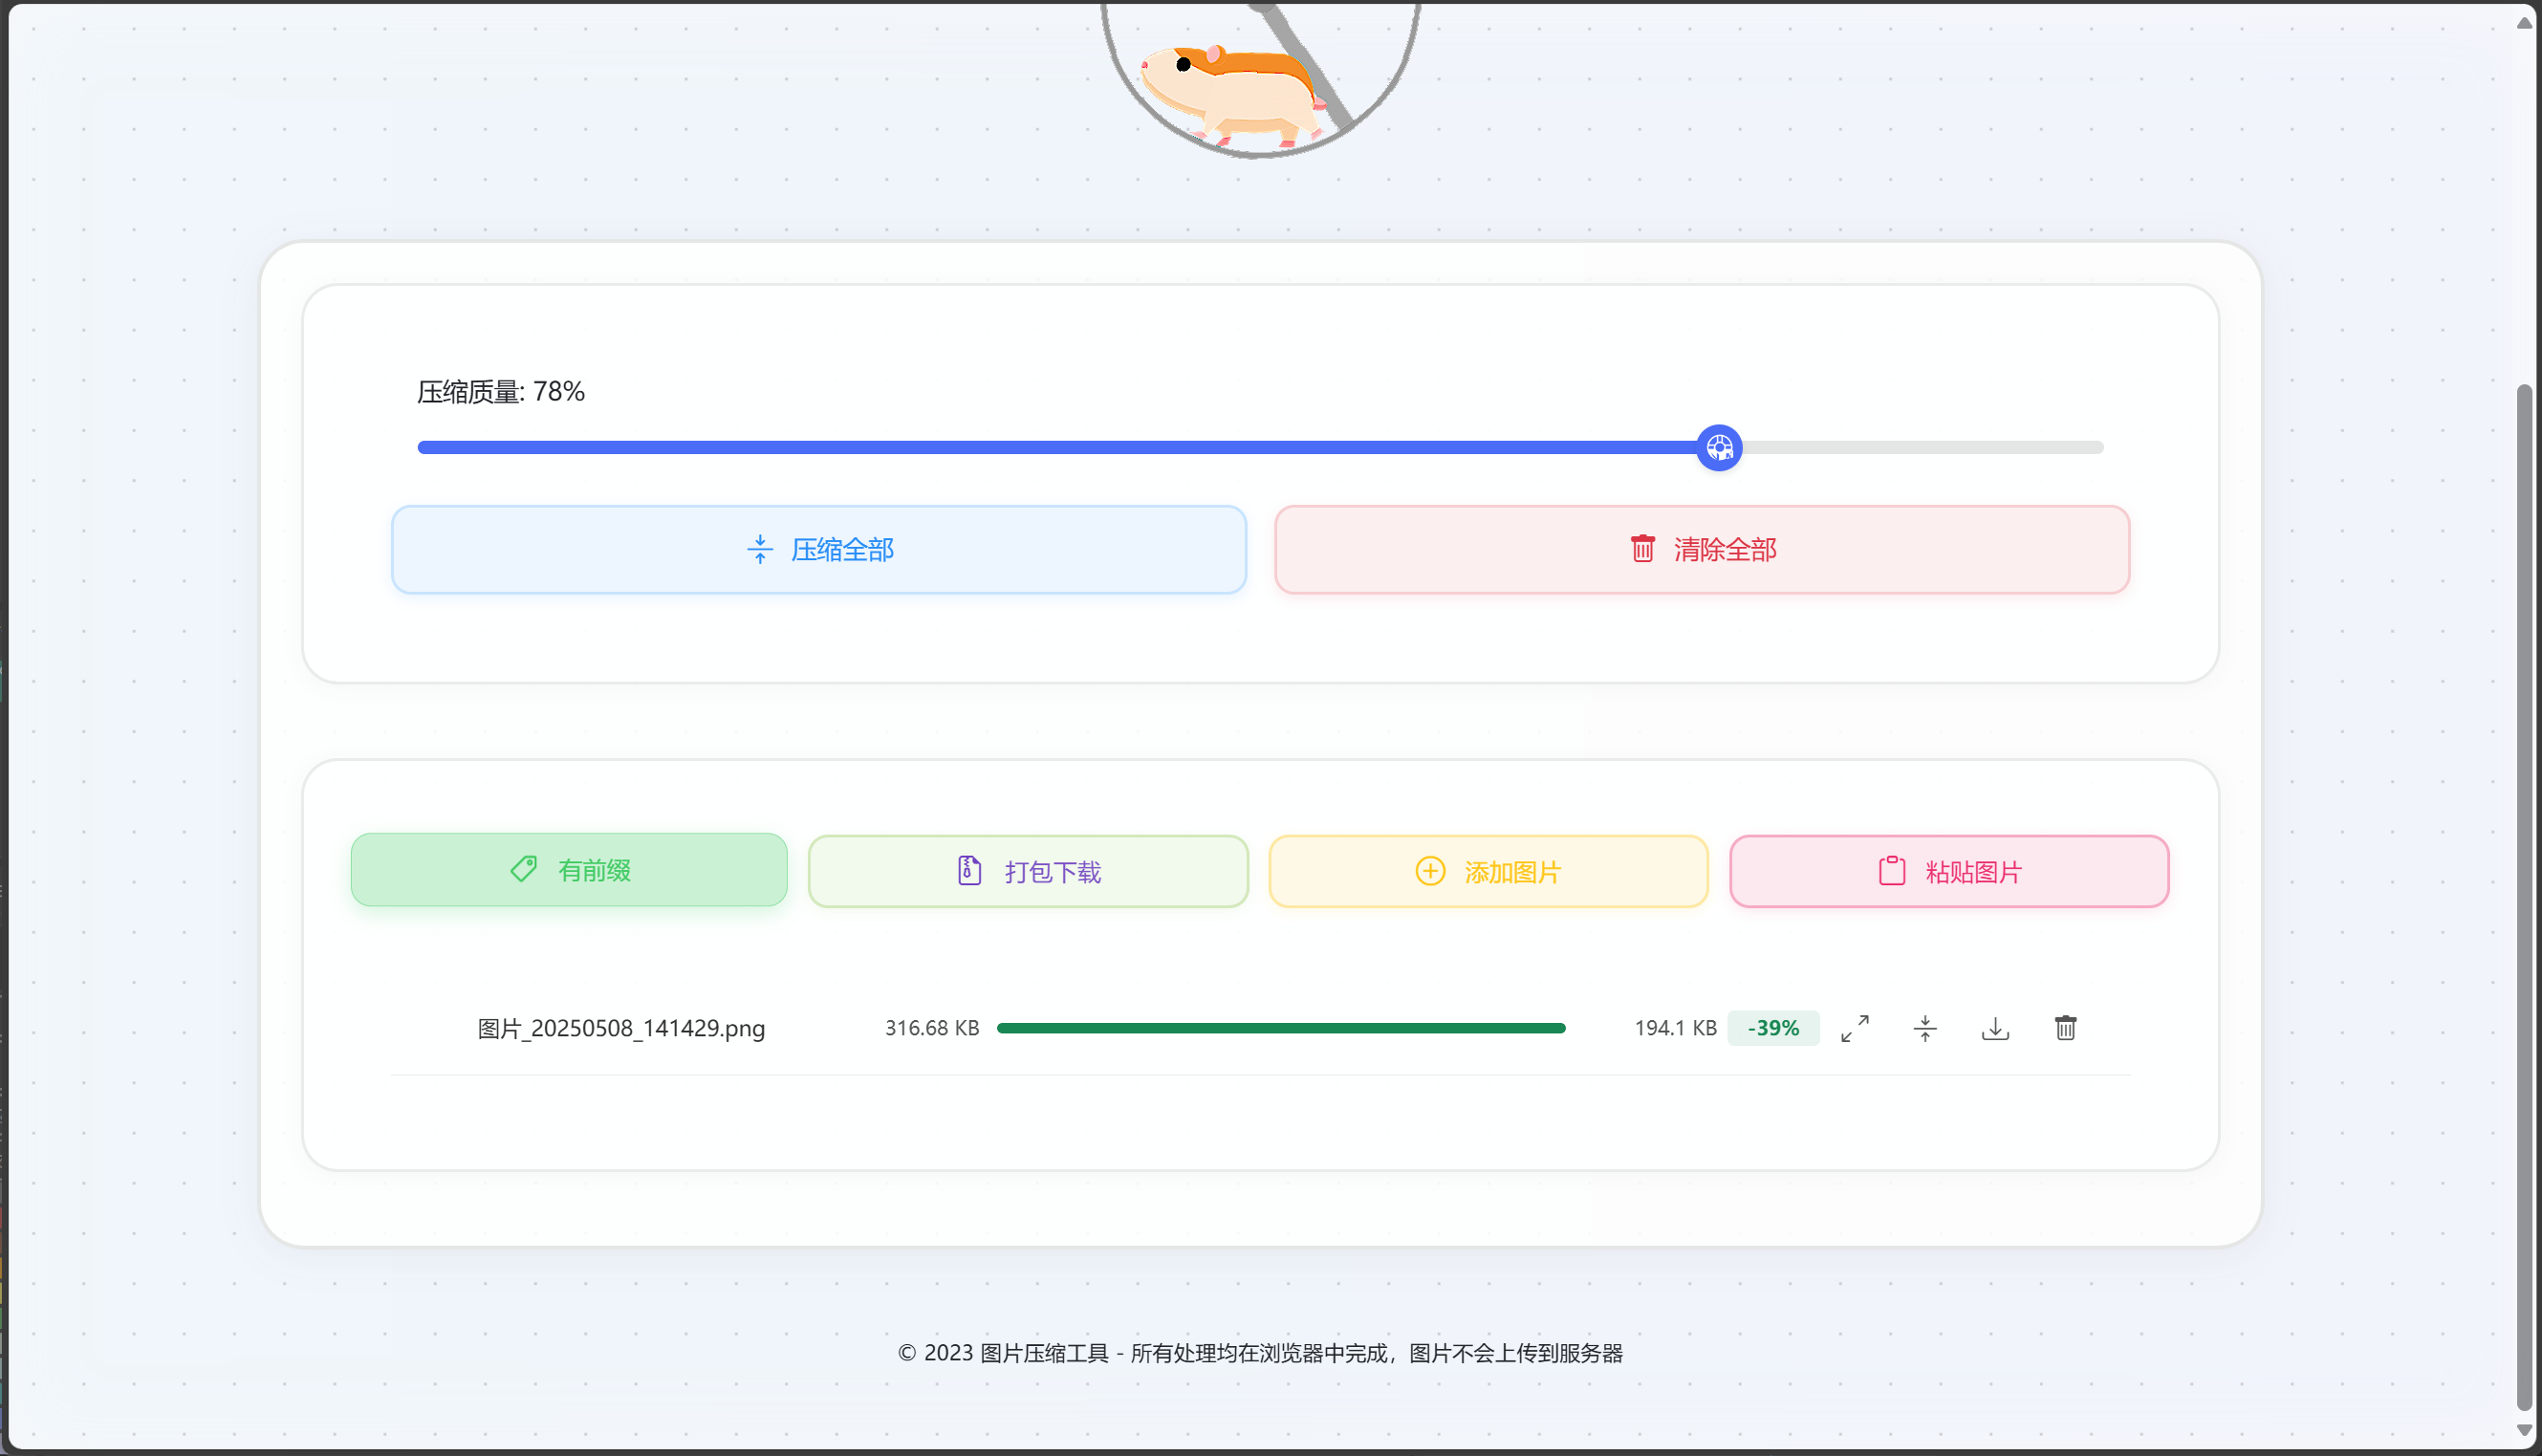 压缩质量: 78%
压缩全部
清除全部
有前缀
打包下载
添加图片
粘贴图片
图片_20250508_141429.png 316.68 KB 194.1 KB -39%
© 2023 图片压缩工具 - 所有处理均在浏览器中完成，图片不会上传到服务器